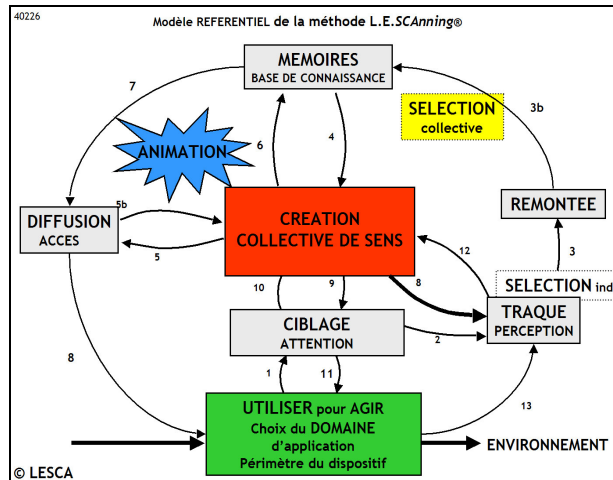 40226
Modèle REFERENTIEL de la méthode L.E.SCAnning®
MEMOIRES
BASE DE CONNAISSANCE
7
SELECTION
collective
3b
ANIMATION
6
4
5b
DIFFUSION
ACCES
CREATION
COLLECTIVE DE SENS
REMONTEE
5
12
3
10
9
8
SELECTION ind
TRAQUE
PERCEPTION
CIBLAGE
ATTENTION
2
8
1
11
UTILISER pour AGIR
Choix du DOMAINE
d'application
Périmètre du dispositif
13
ENVIRONNEMENT
© LESCA